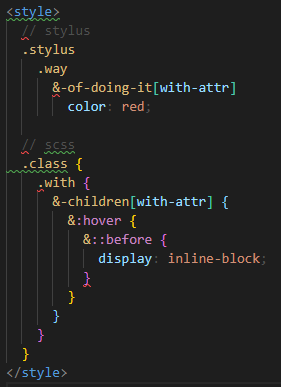 <style>
  // stylus
  .stylus
    .way
      &-of-doing-it[with-attr]
        color: red;

  // scss
  .class {
    .with {
      &-children[with-attr] {
        &:hover {
          &::before {
            display: inline-block;
          }
        }
      }
    }
  }
</style>